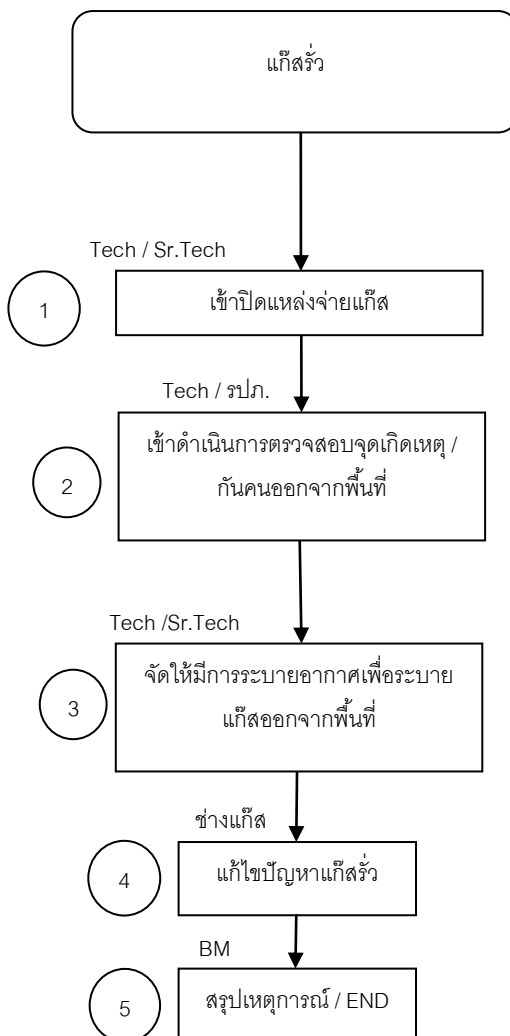 แก๊สรั่ว
Tech / Sr.Tech
1
เข้าปิดแหล่งจ่ายแก๊ส
Tech / รปภ.
2
เข้าดำเนินการตรวจสอบจุดเกิดเหตุ /
กันคนออกจากพื้นที่
Tech /Sr.Tech
3
จัดให้มีการระบายอากาศเพื่อระบาย
แก๊สออกจากพื้นที่
ช่างแก๊ส
4
แก้ไขปัญหาแก๊สรั่ว
BM
5
สรุปเหตุการณ์ / END